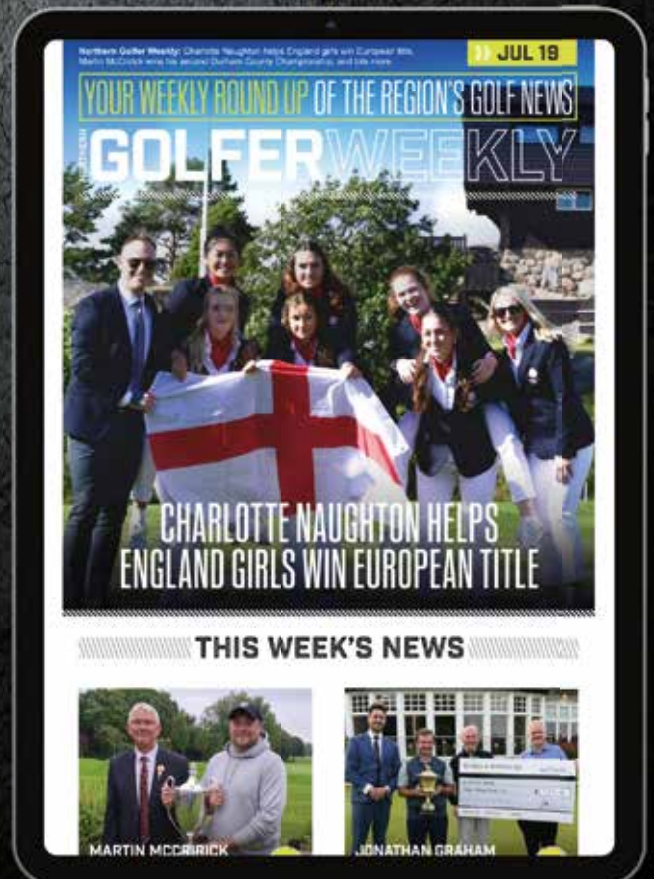 Northern Golfer Weekly: Charlotte Naughton helps England girls win European title,
Martin McCririck wins his second Durham County Championship, and lots more.
JUL 19
YOUR WEEKLY ROUND UP OF THE REGION'S GOLF NEWS
NORTHERN
GOLFERWEEKLY
CHARLOTTE NAUGHTON HELPS
ENGLAND GIRLS WIN EUROPEAN TITLE
THIS WEEK'S NEWS
MARTIN MCCRIRICK
JONATHAN GRAHAM